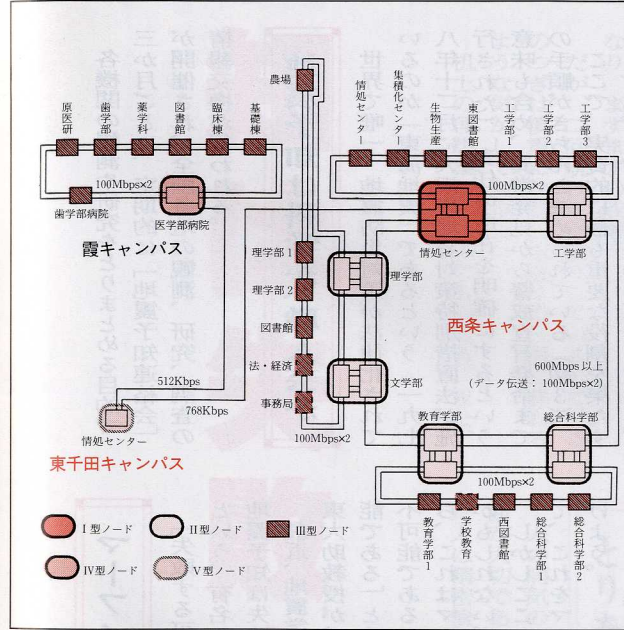 原医研
歯学部
薬学科
図書館
臨床棟
基礎棟
100Mbps×2
歯学部病院
医学部病院
霞キャンパス
農場
情処センター
集積化センター
生物生産
東図書館
工学部1
工学部2
工学部3
100Mbps×2
情処センター
工学部
理学部1
理学部2
図書館
法・経済
事務局
100Mbps×2
理学部
文学部
西条キャンパス
600Mbps以上
(データ伝送:100Mbps×2)
512Kbps
768Kbps
情処センター
東千田キャンパス
教育学部
総合科学部
100Mbps×2
教育学部1
学校教育
西図書館
総合科学部1
総合科学部2
I型ノード
II型ノード
III型ノード
IV型ノード
V型ノード